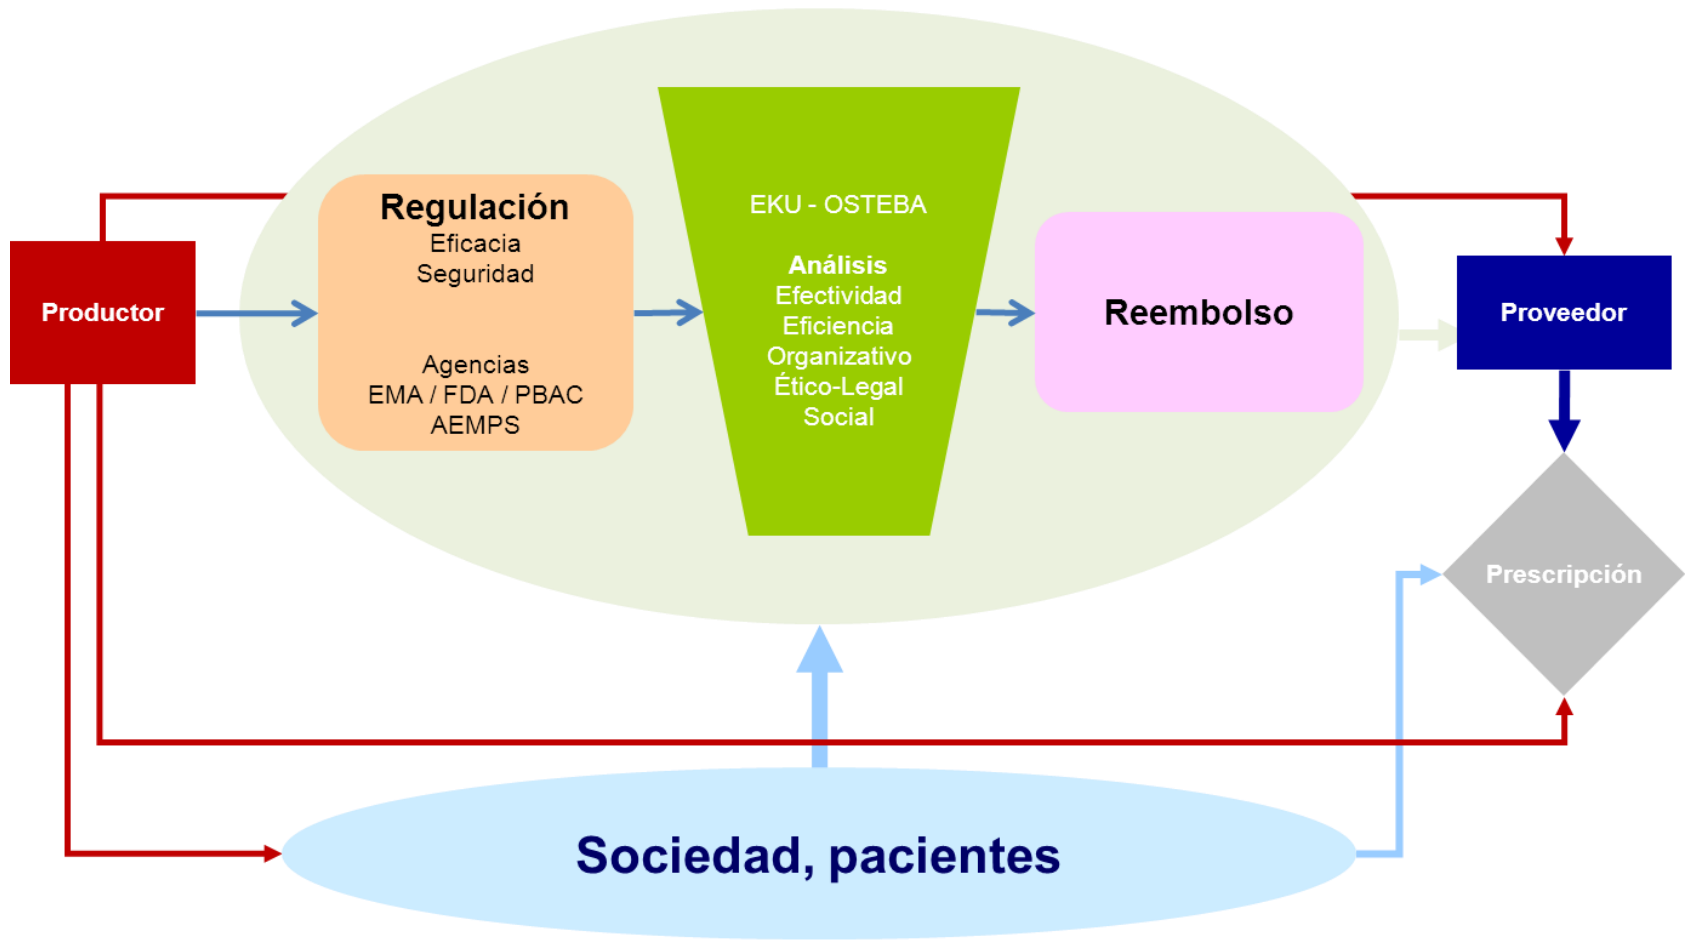 Productor
Regulación
Eficacia
Seguridad
Agencias
EMA / FDA / PBAC
AEMPS
EKU - OSTEBA
Análisis
Efectividad
Eficiencia
Organizativo
Ético-Legal
Social
Reembolso
Proveedor
Prescripción
Sociedad, pacientes